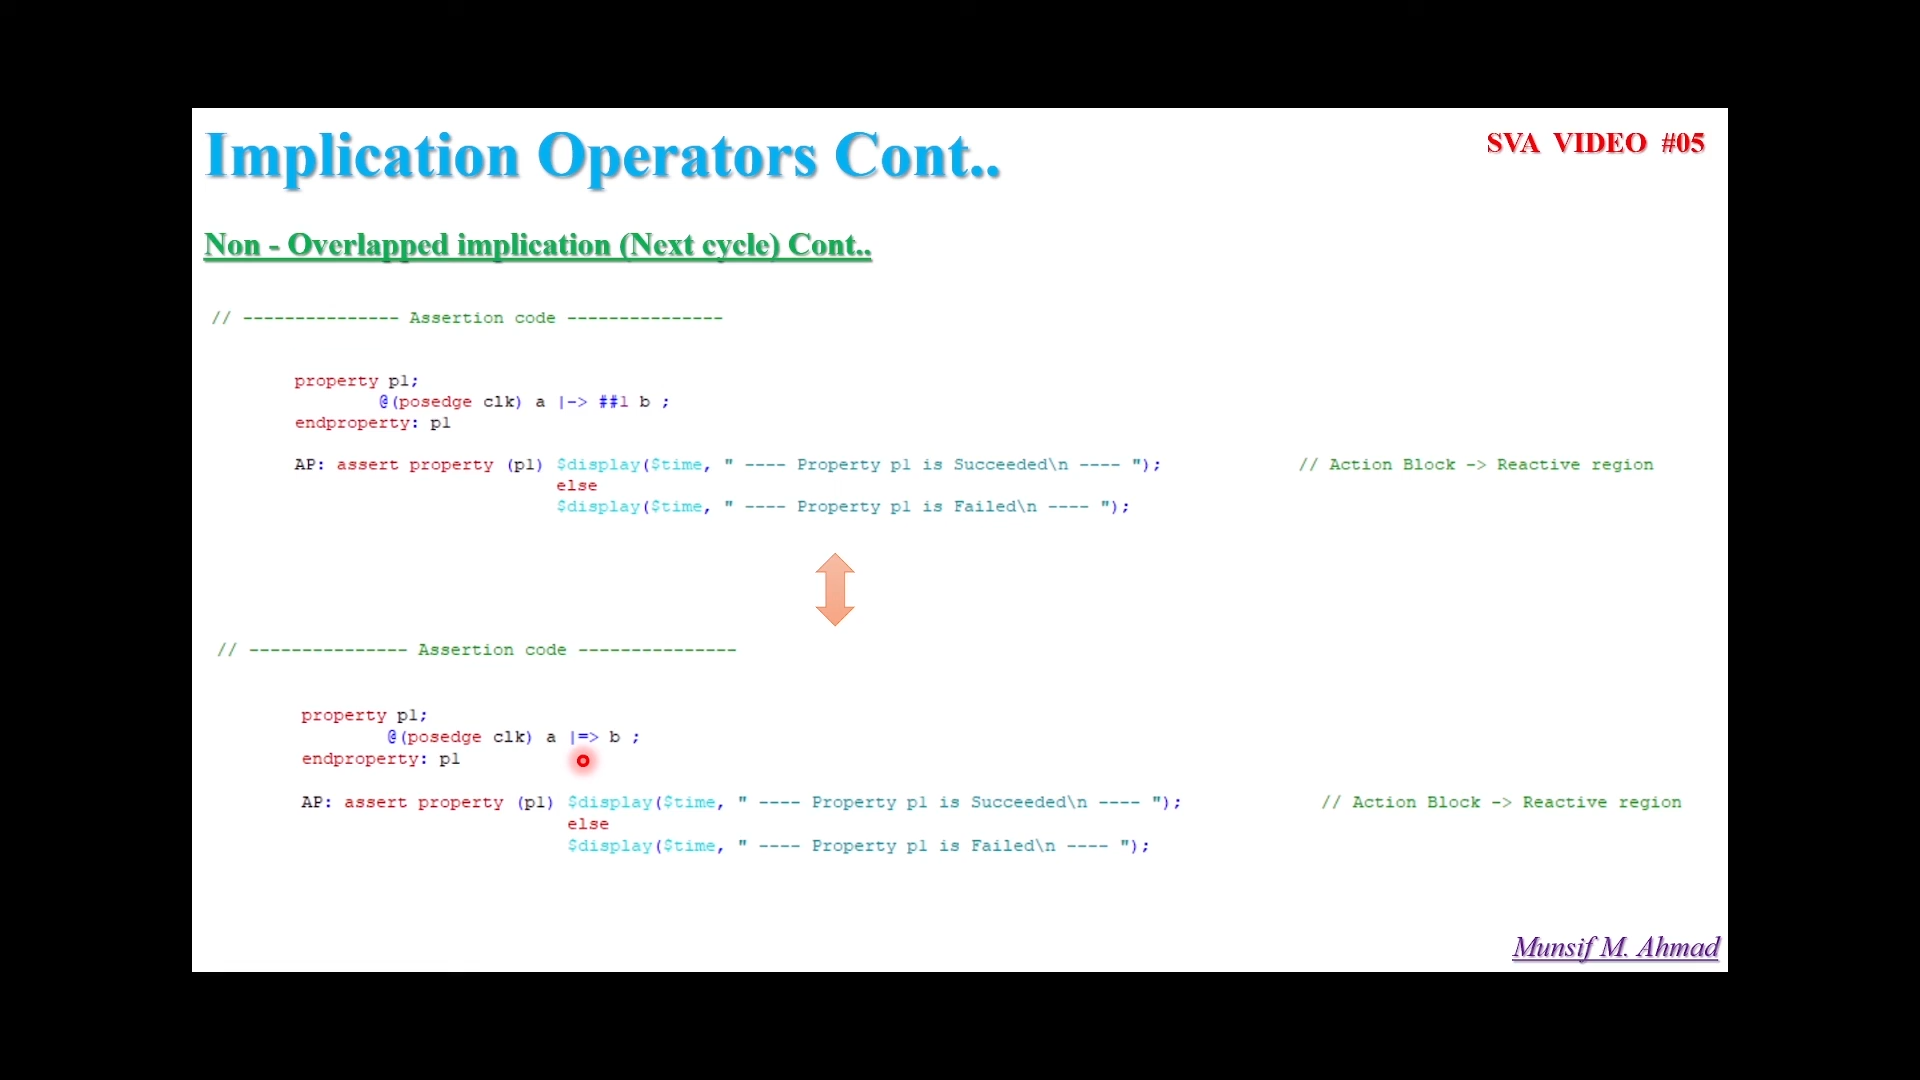 Implication Operators Cont..
SVA VIDEO #05
Non - Overlapped implication (Next cycle) Cont..
// --------------- Assertion code ---------------
property p1;
@(posedge clk) a |-> ##1 b ;
endproperty: p1
AP: assert property (p1) $display($time, " ---- Property p1 is Succeeded\n ---- "); // Action Block -> Reactive region
else
$display($time, " ---- Property p1 is Failed\n ---- ");
// --------------- Assertion code ---------------
property p1;
@(posedge clk) a |=> b ;
endproperty: p1
AP: assert property (p1) $display($time, " ---- Property p1 is Succeeded\n ---- "); // Action Block -> Reactive region
else
$display($time, " ---- Property p1 is Failed\n ---- ");
Munsif M. Ahmad